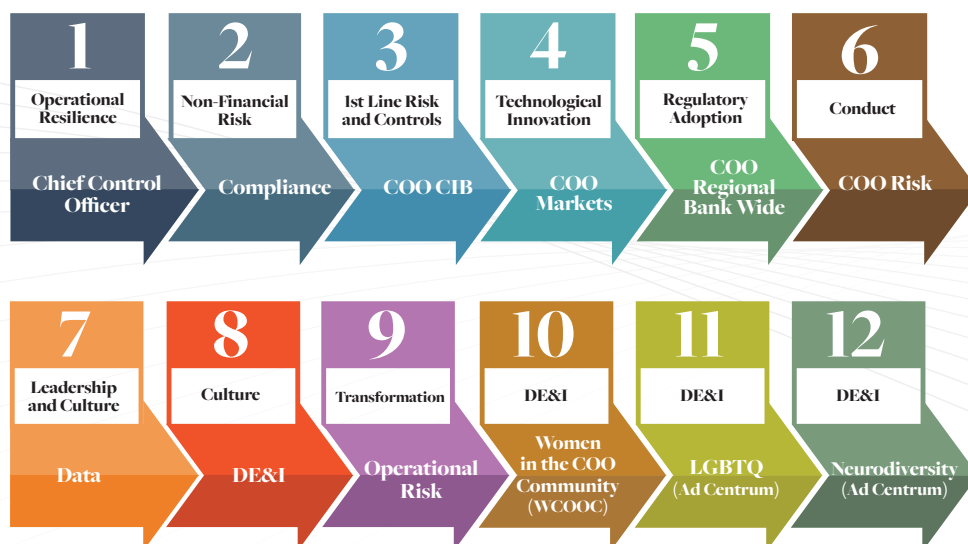 1
Operational
Resilience
Chief Control
Officer
2
Non-Financial
Risk
Compliance
3
1st Line Risk
and Controls
COO CIB
4
Technological
Innovation
COO
Markets
5
Regulatory
Adoption
COO
Regional
Bank Wide
6
Conduct
COO Risk
7
Leadership
and Culture
Data
8
Culture
DE&I
9
Transformation
Operational
Risk
10
DE&I
Women
in the COO
Community
(WCOOC)
11
DE&I
LGBTQ
(Ad Centrum)
12
DE&I
Neurodiversity
(Ad Centrum)